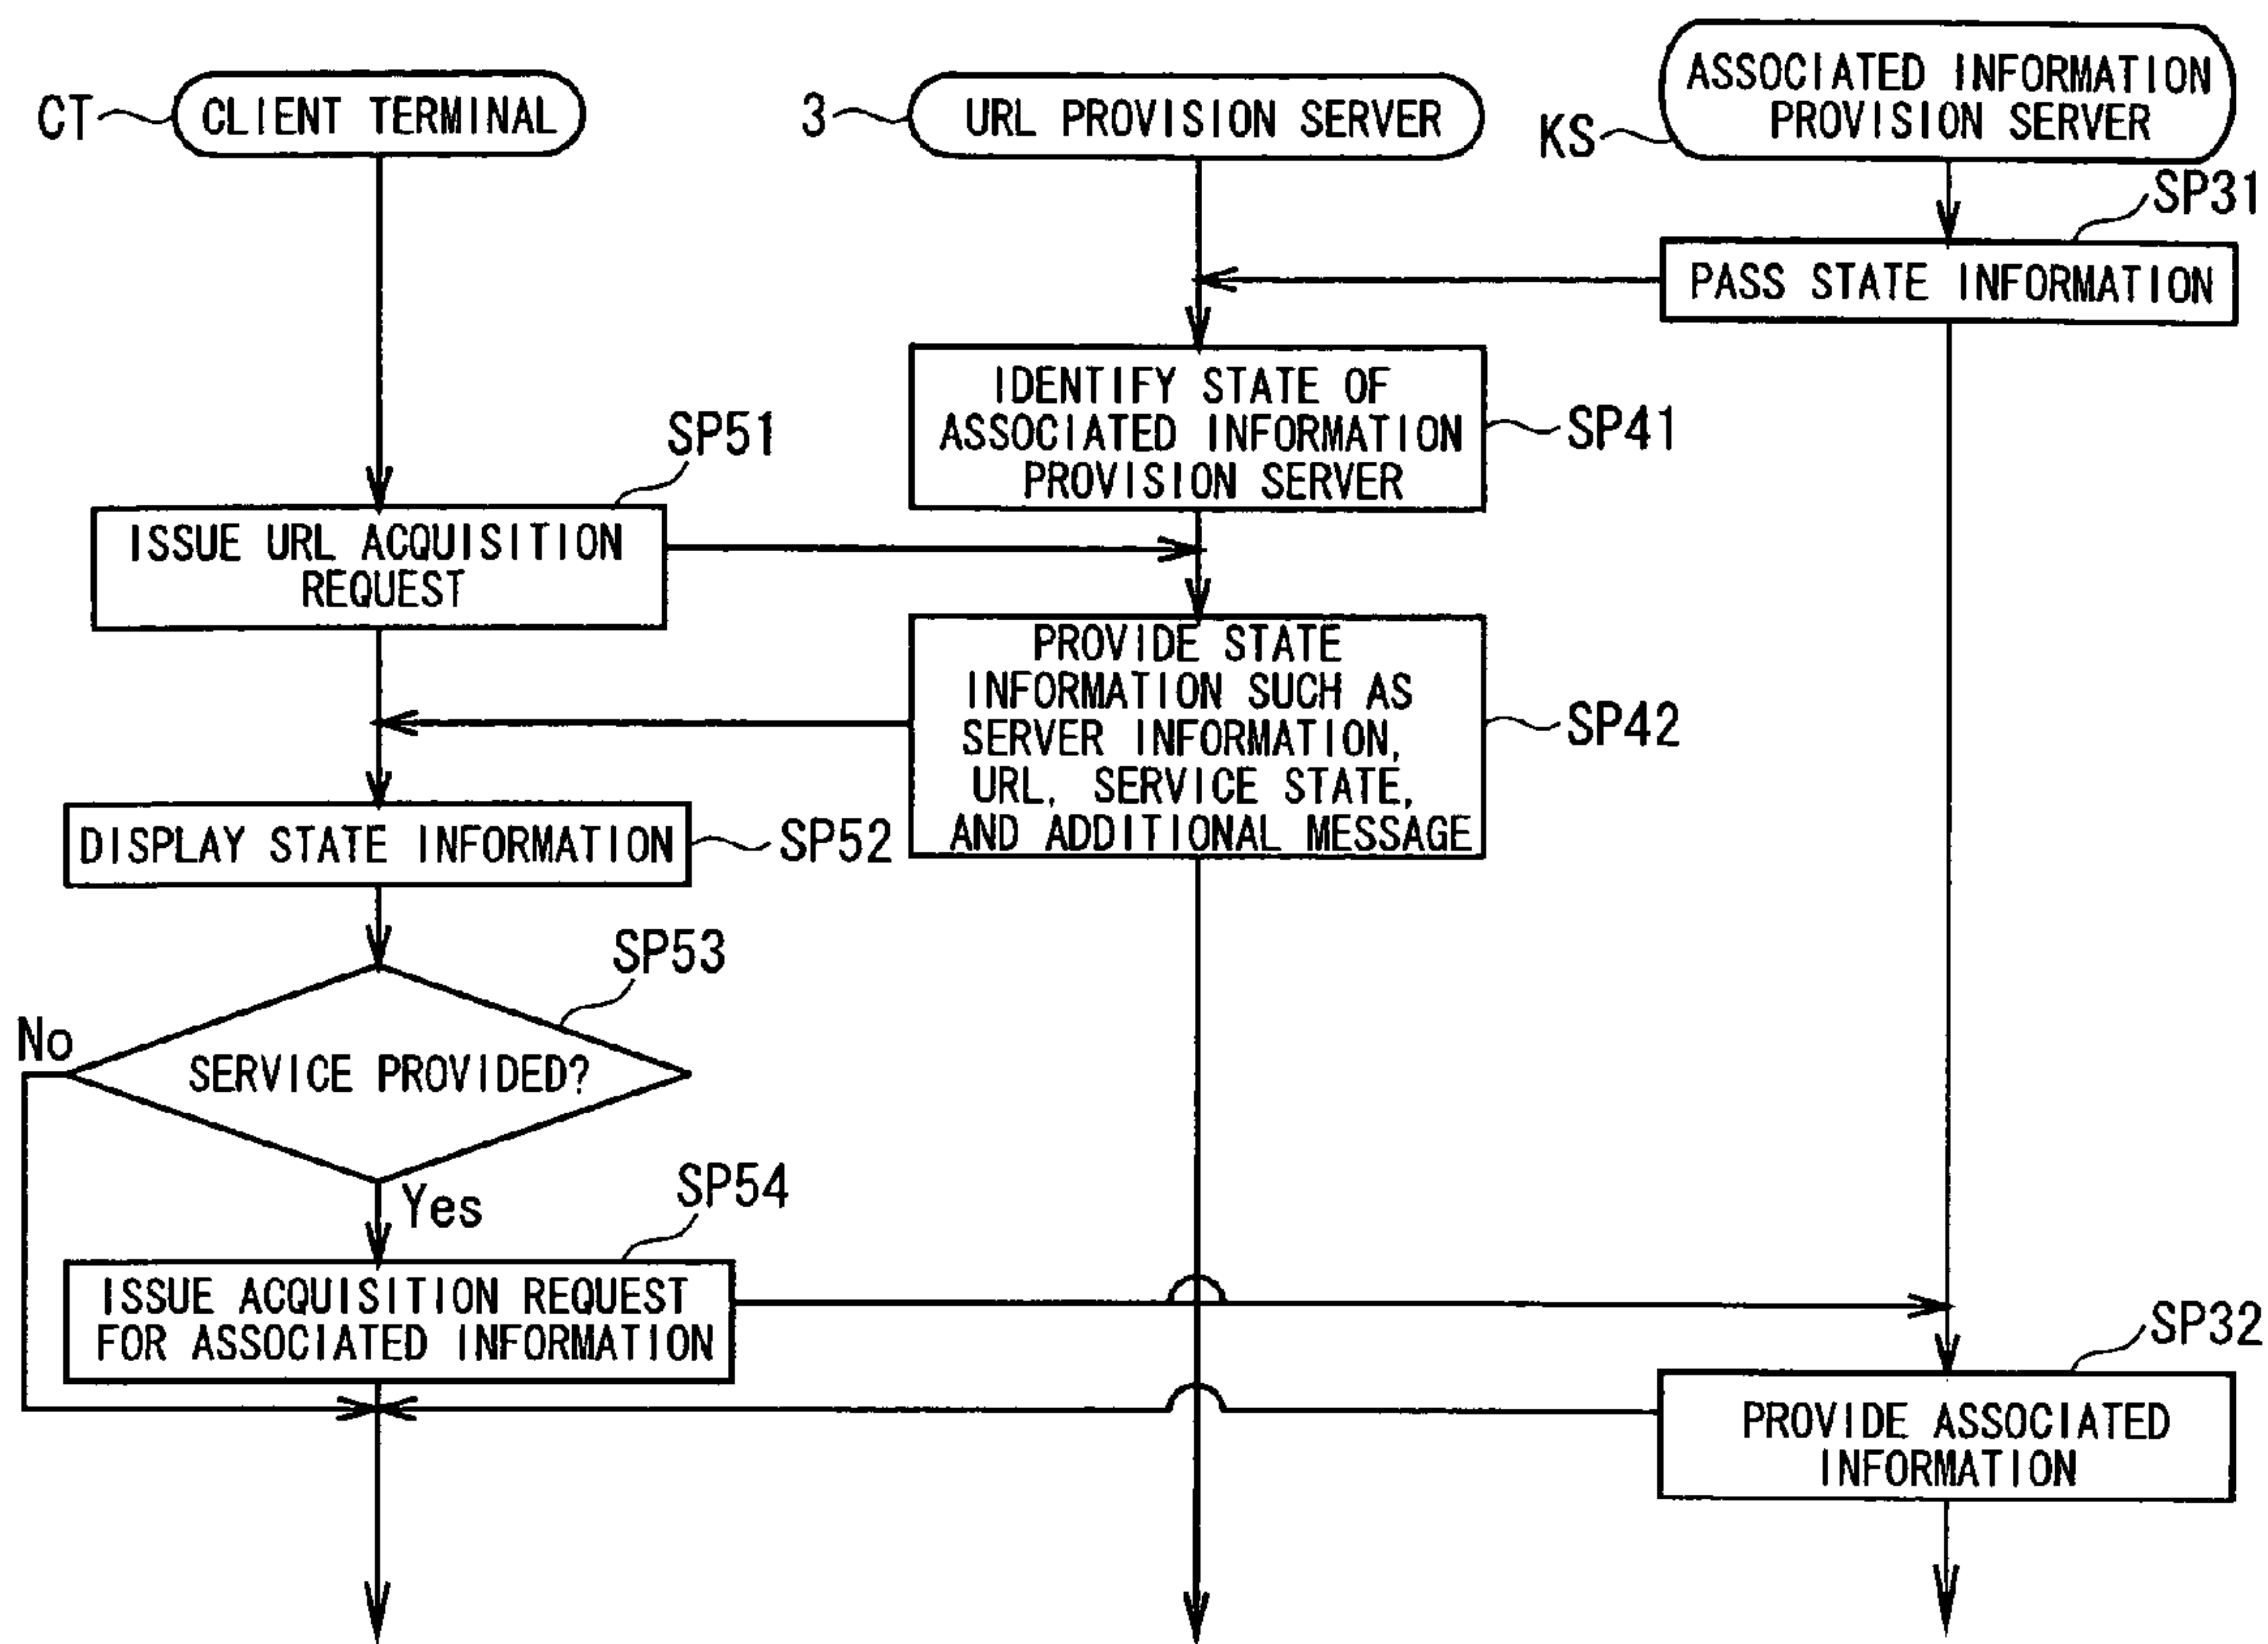 CT
CLIENT TERMINAL
3
URL PROVISION SERVER
ASSOCIATED INFORMATION
PROVISION SERVER
KS
SP31
PASS STATE INFORMATION
IDENTIFY STATE OF
ASSOCIATED INFORMATION
PROVISION SERVER
SP41
SP51
ISSUE URL ACQUISITION
REQUEST
PROVIDE STATE
INFORMATION SUCH AS
SERVER INFORMATION,
URL, SERVICE STATE,
AND ADDITIONAL MESSAGE
SP42
DISPLAY STATE INFORMATION
SP52
SP53
No
SERVICE PROVIDED?
Yes
SP54
ISSUE ACQUISITION REQUEST
FOR ASSOCIATED INFORMATION
SP32
PROVIDE ASSOCIATED
INFORMATION